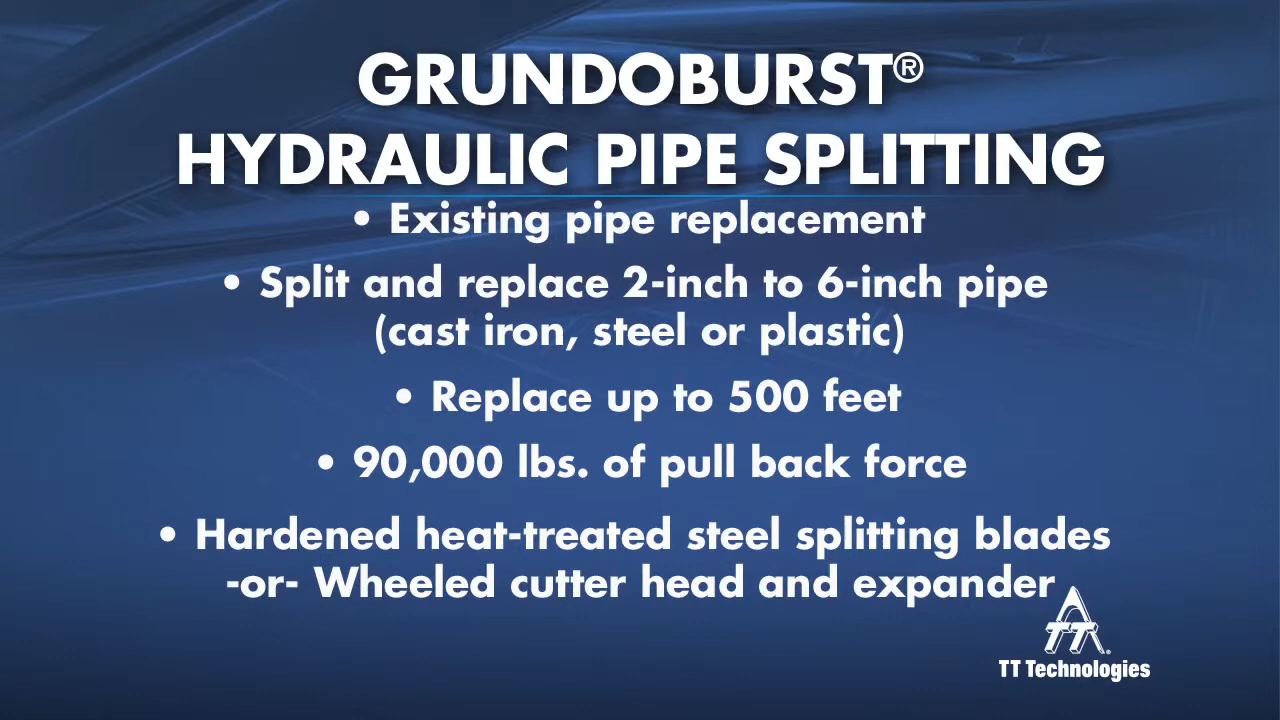 GRUNDOBURST®
HYDRAULIC PIPE SPLITTING
• Existing pipe replacement
• Split and replace 2-inch to 6-inch pipe
(cast iron, steel or plastic)
• Replace up to 500 feet
• 90,000 lbs. of pull back force
• Hardened heat-treated steel splitting blades
-or- Wheeled cutter head and expander
TT®
TT Technologies